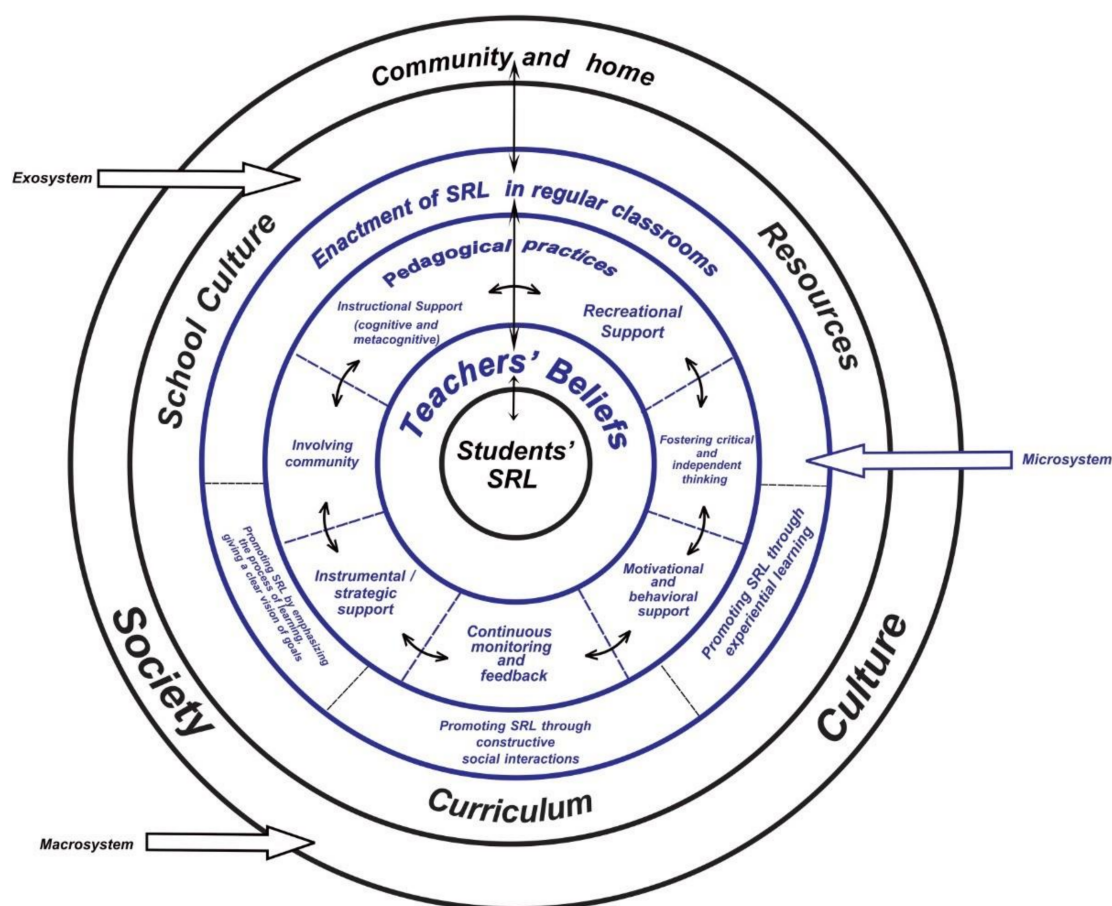 Community and home
Exosystem
Enactment of SRL in regular classrooms
School Culture
Resources
Pedagogical practices
Instructional Support
(cognitive and
metacognitive)
Recreational
Support
Teachers' Beliefs
Students'
SRL
Involving
community
Fostering critical
and
independent
thinking
Microsystem
Instrumental /
strategic
support
Motivational
and
behavioral
support
Continuous
monitoring
and
feedback
Promoting SRL by emphasizing
the process of learning,
giving a clear vision of goals
Promoting SRL through
experiential learning
Promoting SRL through
constructive
social interactions
Society
Culture
Curriculum
Macrosystem